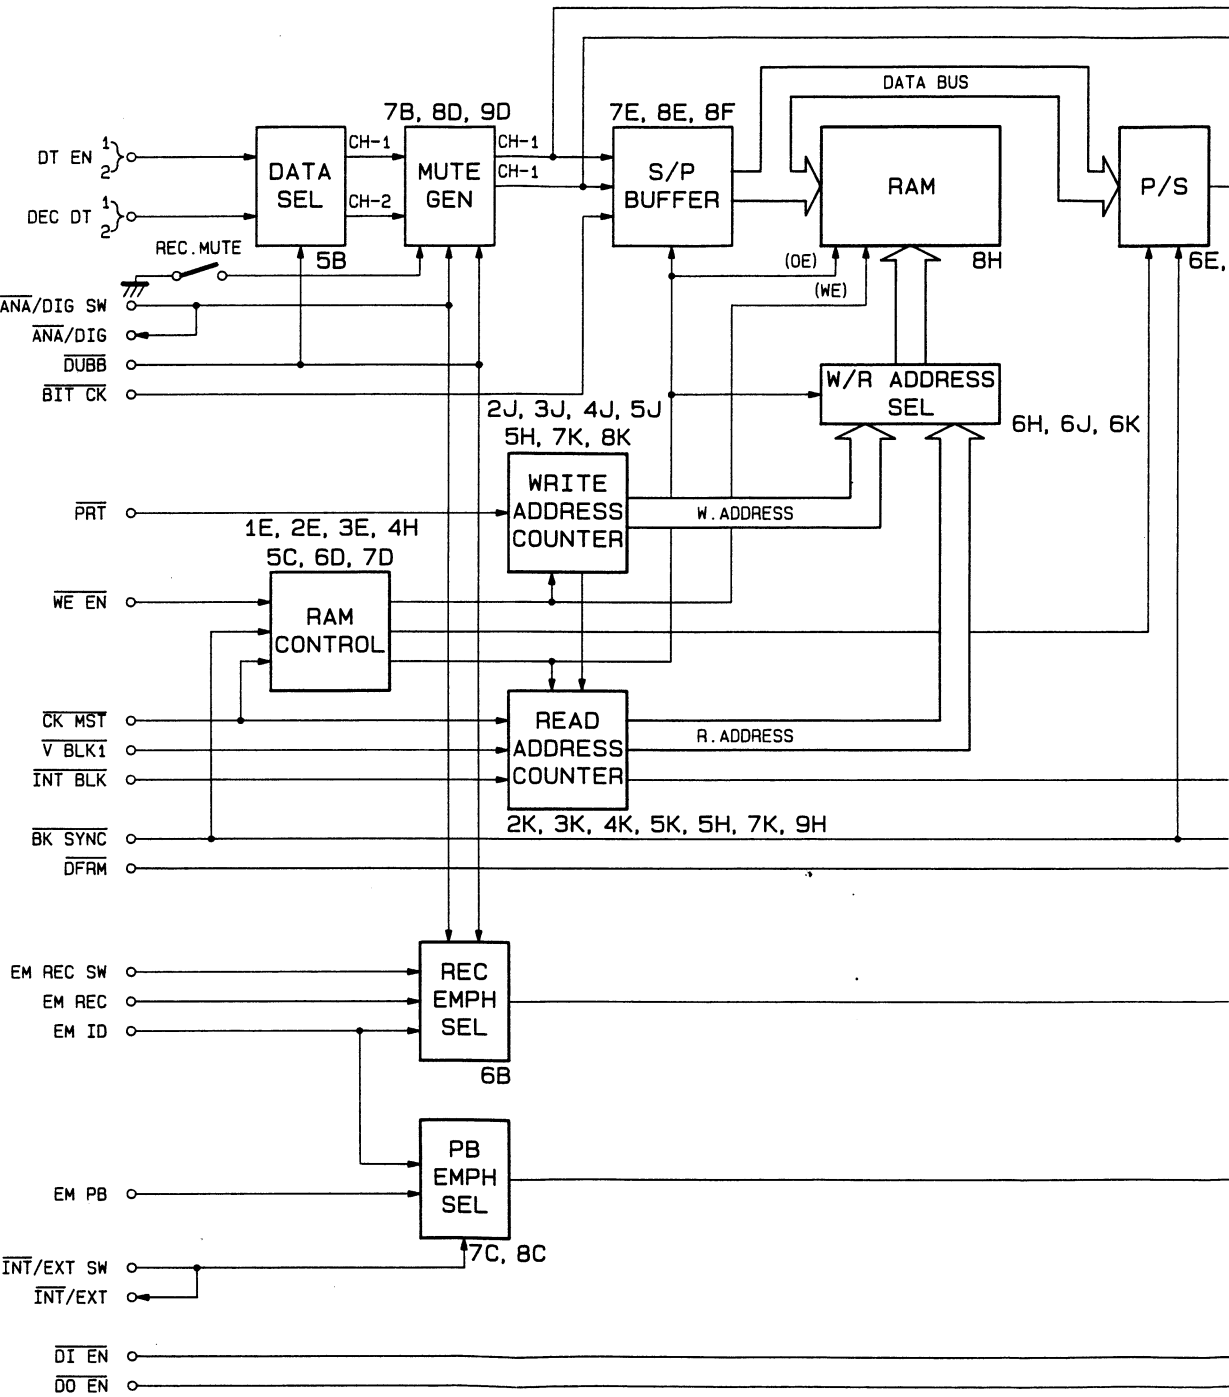 DATA BUS
7B, 8D, 9D
7E, 8E, 8F
DT EN 1
2
CH-1
CH-1
DATA
SEL
MUTE
GEN
S/P
BUFFER
RAM
P/S
CH-1
CH-2
DEC DT 1
2
REC.MUTE
5B
(OE)
8H
6E,
(WE)
ANA/DIG SW
ANA/DIG
DUBB
BIT CK
W/R ADDRESS
SEL
6H, 6J, 6K
2J, 3J, 4J, 5J
5H, 7K, 8K
WRITE
ADDRESS
COUNTER
W.ADDRESS
PRT
1E, 2E, 3E, 4H
5C, 6D, 7D
WE EN
RAM
CONTROL
CK MST
V BLK1
INT BLK
READ
ADDRESS
COUNTER
R.ADDRESS
2K, 3K, 4K, 5K, 5H, 7K, 9H
BK SYNC
DFRM
EM REC SW
EM REC
EM ID
REC
EMPH
SEL
6B
PB
EMPH
SEL
EM PB
7C, 8C
INT/EXT SW
INT/EXT
DI EN
DO EN